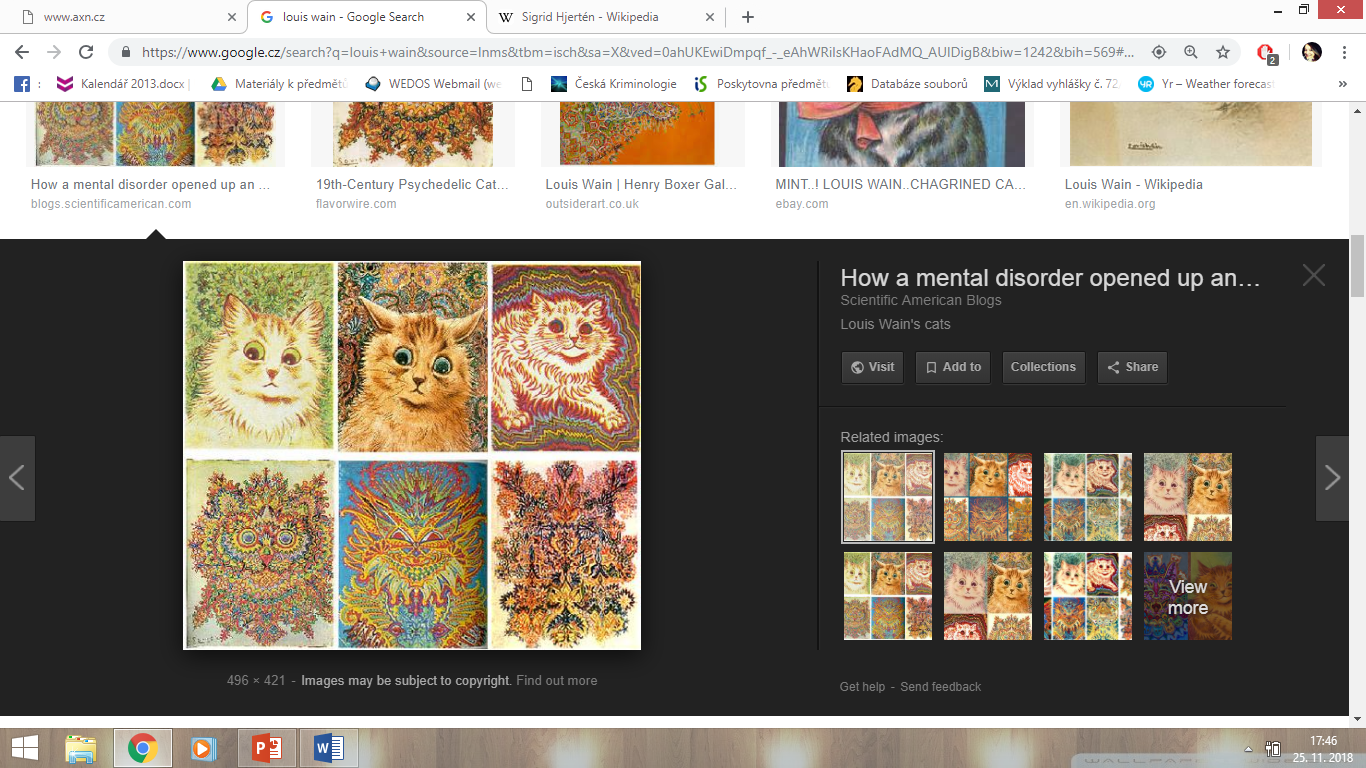 www.axn.cz
louis wain - Google Search
Sigrid Hjertén - Wikipedia
https://www.google.cz/search?q=louis+wain&source=lnms&tbm=isch&sa=X&ved=0ahUKEwiDmpqf_-_eAhWRilsKHaoFAdMQ_AUIDigB&biw=1242&bih=569#...
2
Kalendář 2013.docx
Materiály k předmětů
WEDOS Webmail (we
Česká Kriminologie
Poskytovna předmětu
Databáze souborů
Výklad vyhlášky č. 72
Yr – Weather forecast
»
How a mental disorder opened up an ...
19th-Century Psychedelic Cat...
Louis Wain | Henry Boxer Gal...
MINT..! LOUIS WAIN..CHAGRINED CA...
Louis Wain - Wikipedia
blogs.scientificamerican.com
flavorwire.com
outsiderart.co.uk
ebay.com
en.wikipedia.org
How a mental disorder opened up an…
Scientific American Blogs
Louis Wain's cats
Visit
Add to
Collections
Share
Related images:
View
more
496 × 421 - Images may be subject to copyright. Find out more
Get help - Send feedback
17:46
25. 11. 2018